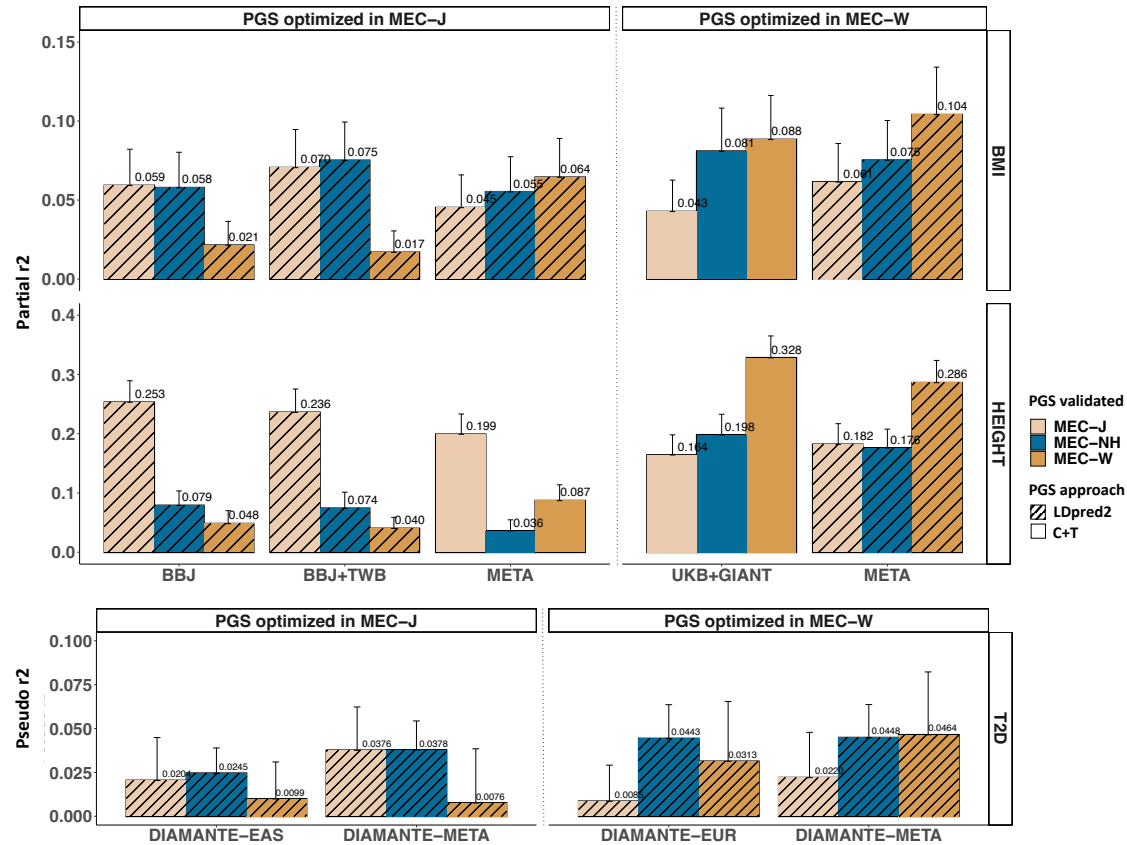 PGS optimized in MEC−J
PGS optimized in MEC−W
0.15
0.10
0.05
0.00
Partial r2
0.059
0.058
0.021
0.070
0.075
0.017
0.045
0.055
0.064
0.043
0.081
0.088
0.061
0.075
0.104
BMI
0.4
0.3
0.2
0.1
0.0
0.253
0.079
0.048
0.236
0.074
0.040
0.199
0.036
0.087
0.164
0.198
0.328
0.182
0.176
0.286
HEIGHT
BBJ
BBJ+TWB
META
UKB+GIANT
META
PGS validated
MEC−J
MEC−NH
MEC−W
PGS approach
LDpred2
C+T
PGS optimized in MEC−J
PGS optimized in MEC−W
0.100
0.075
0.050
0.025
0.000
Pseudo r2
0.0204
0.0245
0.0099
0.0376
0.0378
0.0076
0.0085
0.0443
0.0313
0.0220
0.0448
0.0464
T2D
DIAMANTE−EAS
DIAMANTE−META
DIAMANTE−EUR
DIAMANTE−META